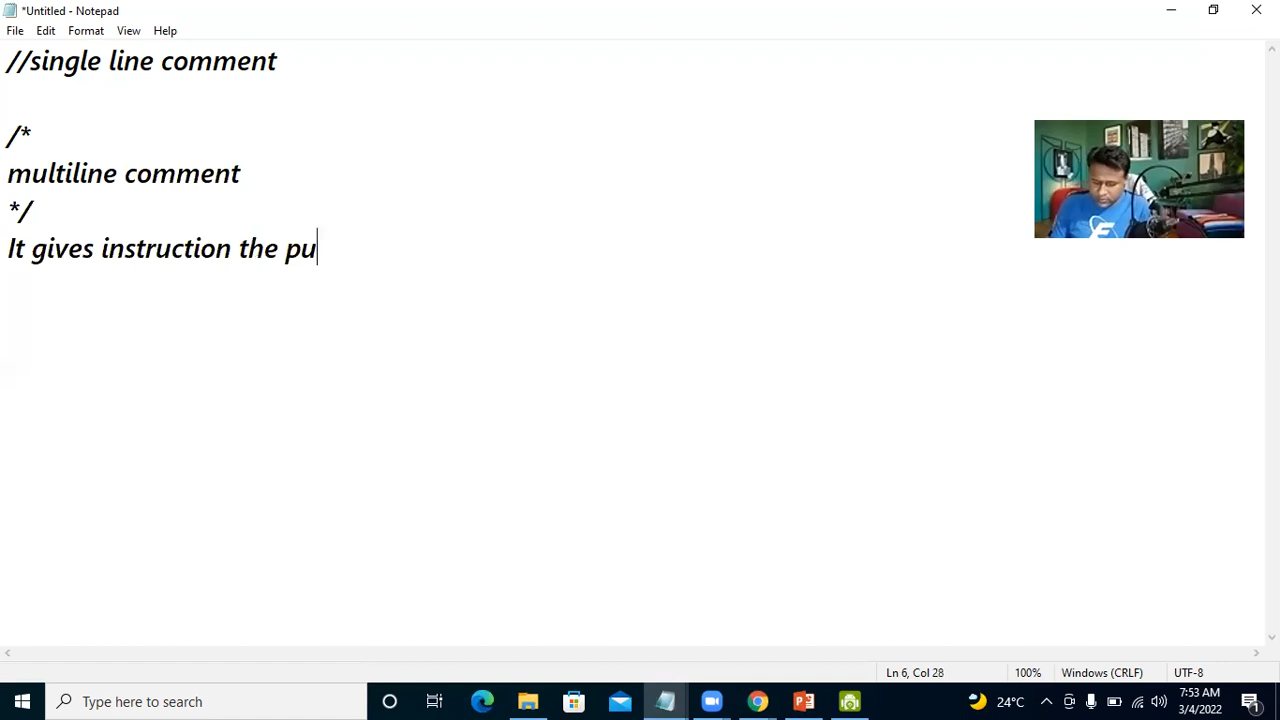 *Untitled - Notepad
File Edit Format View Help
//single line comment
/*
multiline comment
*/
It gives instruction the pu
Ln 6, Col 28 100% Windows (CRLF) UTF-8
Type here to search 24°C 7:53 AM
3/4/2022